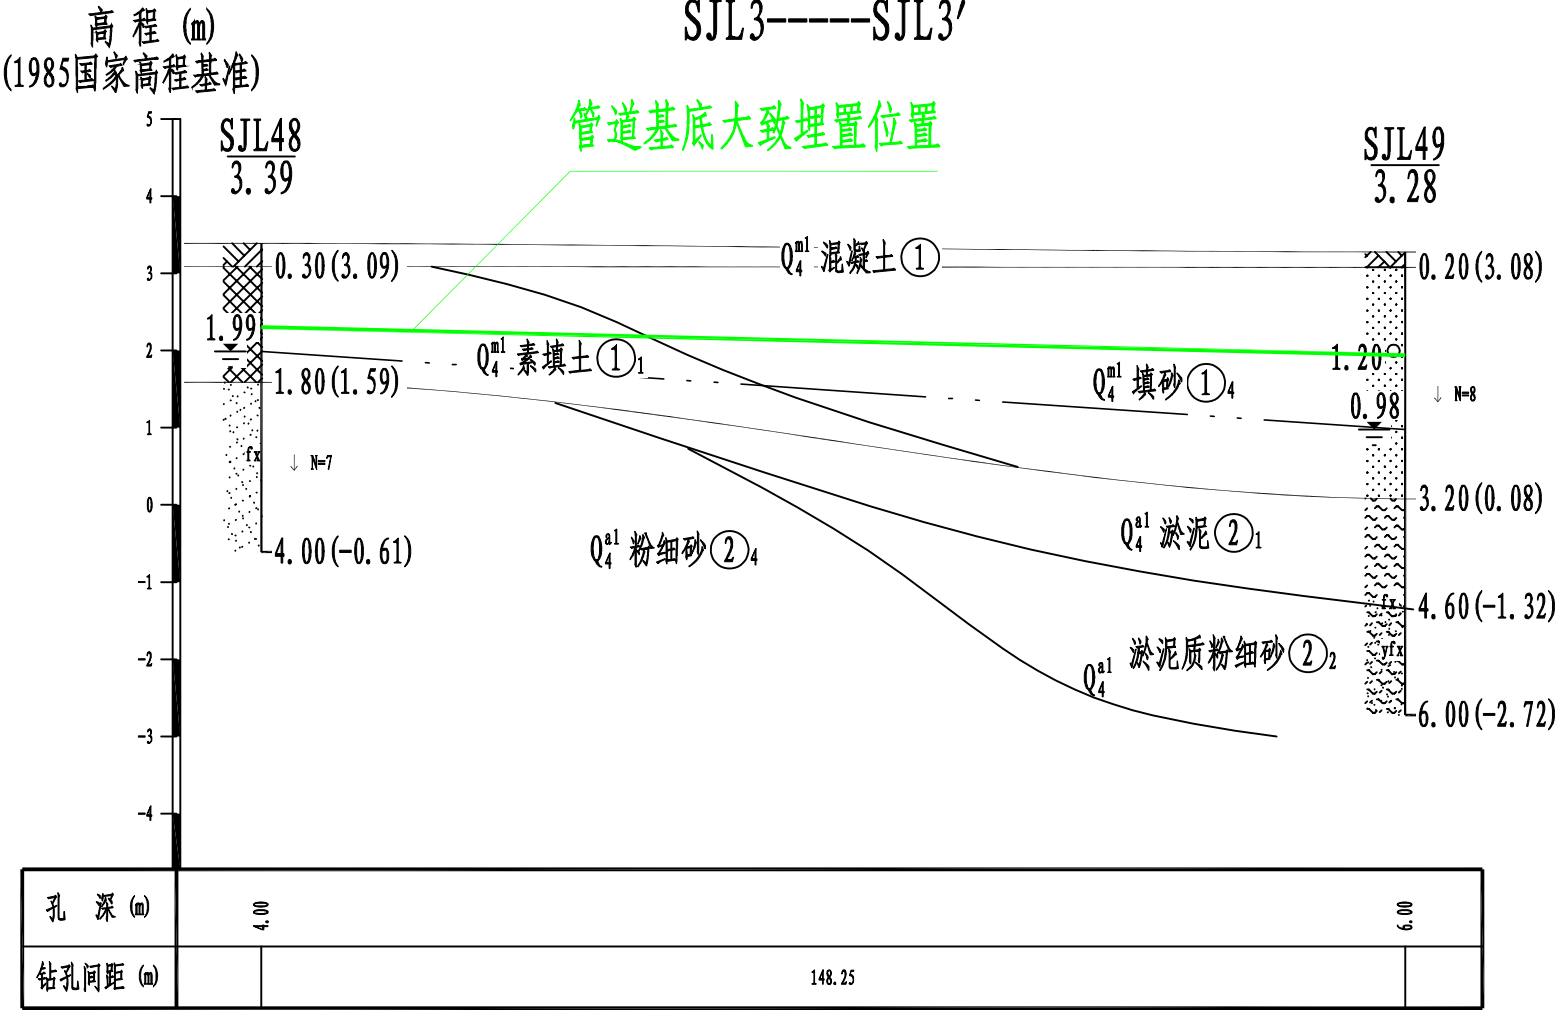 SJL3-----SJL3′
高 程 (m)
(1985国家高程基准)
管道基底大致埋置位置
SJL48
3.39
SJL49
3.28
5
4
3
2
1
0
-1
-2
-3
-4
Q4ml 混凝土①
0.30(3.09)
0.20(3.08)
1.99
Q4ml 素填土①1
1.20
1.80(1.59)
Q4ml 填砂①4
N=8
0.98
fx
N=7
3.20(0.08)
Q4al 淤泥②1
Q4al 粉细砂②4
4.00(-0.61)
fx
4.60(-1.32)
Q4al 淤泥质粉细砂②2
yfx
6.00(-2.72)
孔 深 (m)
4.00
6.00
钻孔间距 (m)
148.25